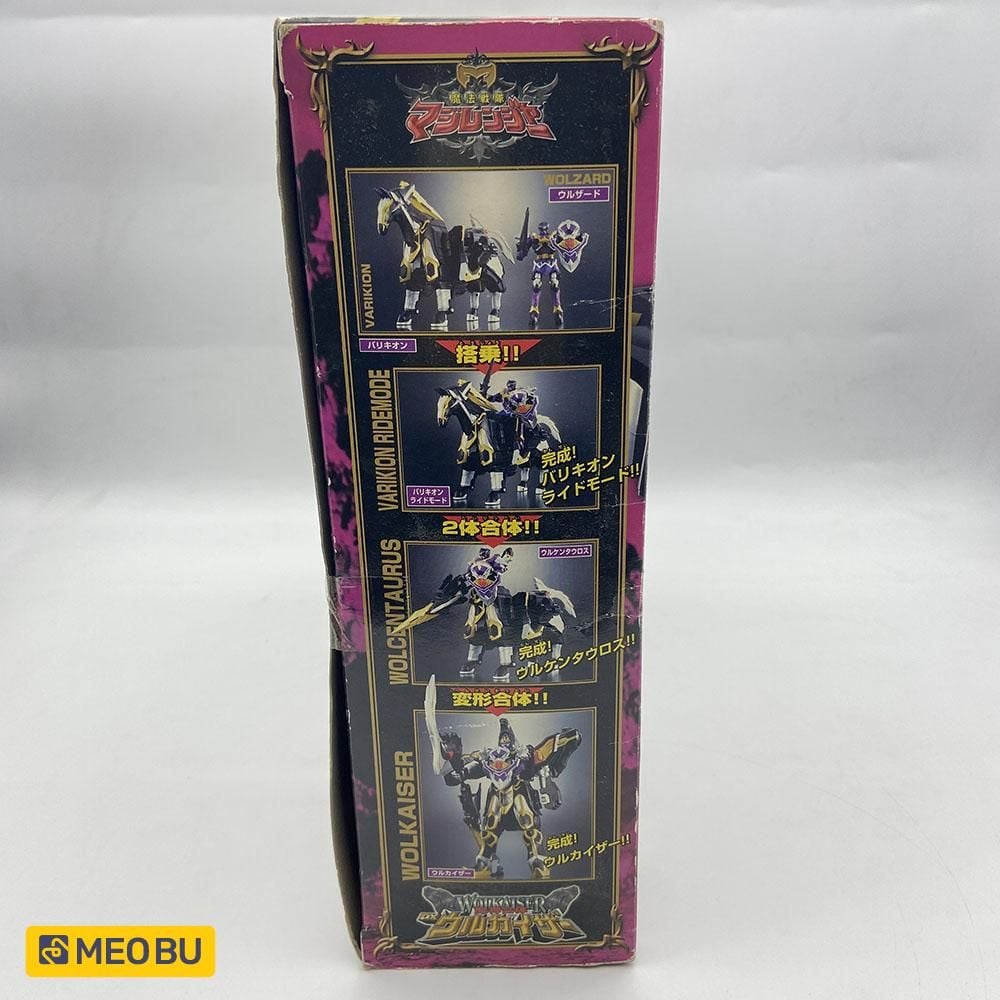 魔法戦隊
マジレンジャー
WOLZARD
ウルザード
VARIKION
バリキオン
搭乗!!
VARIKION RIDEMODE
完成!
バリキオン
ライドモード!!
バリキオン
ライドモード
2体合体!!
WOLCENTAURUS
ウルケンタウロス
完成!
ウルケンタウロス!!
変形合体!!
WOLKAISER
完成!
ウルカイザー!!
ウルカイザー
WOLKAISER
DX ウルカイザー
MEOBU